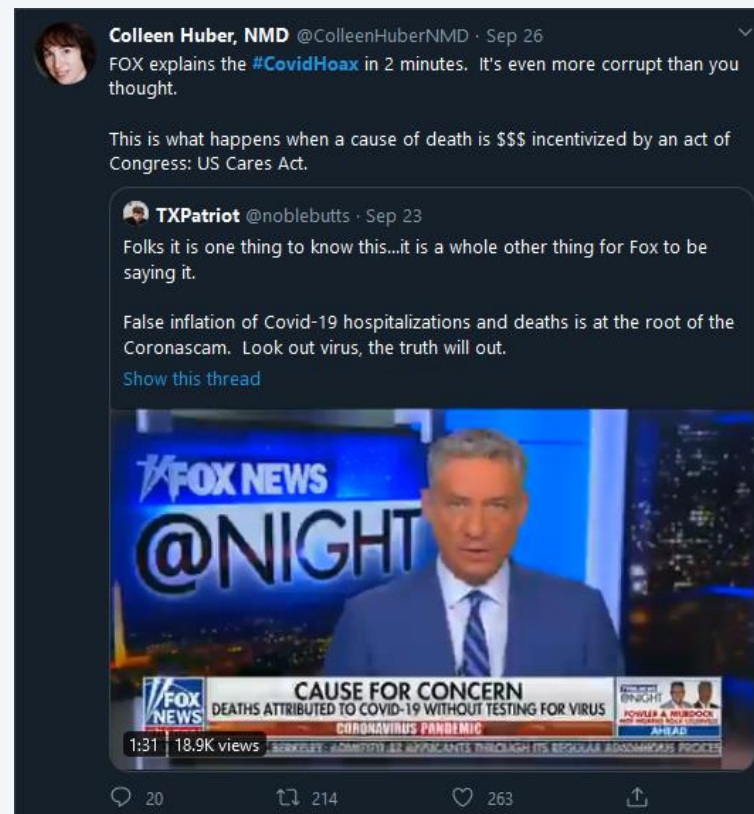 Colleen Huber, NMD @ColleenHuberNMD · Sep 26
FOX explains the #CovidHoax in 2 minutes. It's even more corrupt than you
thought.
This is what happens when a cause of death is $$$ incentivized by an act of
Congress: US Cares Act.
TXPatriot @noblebutts · Sep 23
Folks it is one thing to know this...it is a whole other thing for Fox to be
saying it.
False inflation of Covid-19 hospitalizations and deaths is at the root of the
Coronascam. Look out virus, the truth will out.
Show this thread
FOX NEWS
@NIGHT
FOX
NEWS
CAUSE FOR CONCERN
DEATHS ATTRIBUTED TO COVID-19 WITHOUT TESTING FOR VIRUS
CORONAVIRUS PANDEMIC
@NIGHT
FOWLER & MURDOCK
AHEAD
1:31 18.9K views
20 214 263